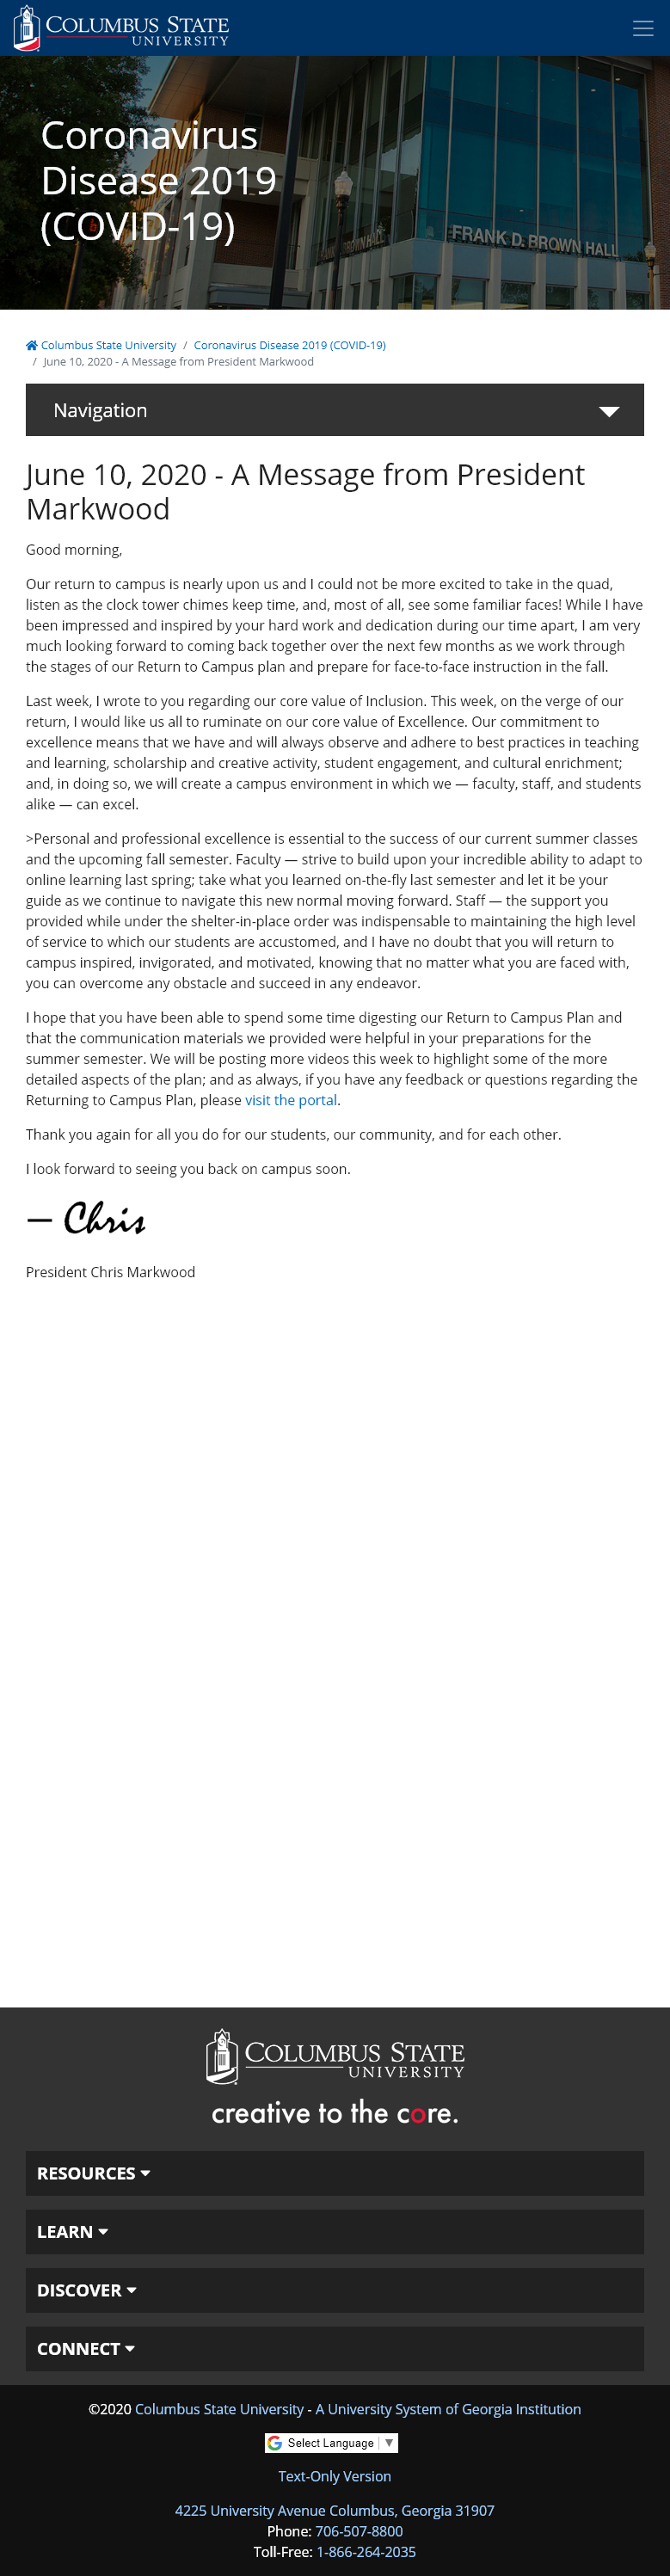 COLUMBUS STATE
UNIVERSITY
Coronavirus
Disease 2019
(COVID-19)
FRANK D. BROWN HALL
Columbus State University / Coronavirus Disease 2019 (COVID-19)
/ June 10, 2020 - A Message from President Markwood
Navigation
June 10, 2020 - A Message from President
Markwood
Good morning,
Our return to campus is nearly upon us and I could not be more excited to take in the quad,
listen as the clock tower chimes keep time, and, most of all, see some familiar faces! While I have
been impressed and inspired by your hard work and dedication during our time apart, I am very
much looking forward to coming back together over the next few months as we work through
the stages of our Return to Campus plan and prepare for face-to-face instruction in the fall.
Last week, I wrote to you regarding our core value of Inclusion. This week, on the verge of our
return, I would like us all to ruminate on our core value of Excellence. Our commitment to
excellence means that we have and will always observe and adhere to best practices in teaching
and learning, scholarship and creative activity, student engagement, and cultural enrichment;
and, in doing so, we will create a campus environment in which we — faculty, staff, and students
alike — can excel.
>Personal and professional excellence is essential to the success of our current summer classes
and the upcoming fall semester. Faculty — strive to build upon your incredible ability to adapt to
online learning last spring; take what you learned on-the-fly last semester and let it be your
guide as we continue to navigate this new normal moving forward. Staff — the support you
provided while under the shelter-in-place order was indispensable to maintaining the high level
of service to which our students are accustomed, and I have no doubt that you will return to
campus inspired, invigorated, and motivated, knowing that no matter what you are faced with,
you can overcome any obstacle and succeed in any endeavor.
I hope that you have been able to spend some time digesting our Return to Campus Plan and
that the communication materials we provided were helpful in your preparations for the
summer semester. We will be posting more videos this week to highlight some of the more
detailed aspects of the plan; and as always, if you have any feedback or questions regarding the
Returning to Campus Plan, please visit the portal.
Thank you again for all you do for our students, our community, and for each other.
I look forward to seeing you back on campus soon.
— Chris
President Chris Markwood
COLUMBUS STATE
UNIVERSITY
creative to the core.
RESOURCES
LEARN
DISCOVER
CONNECT
©2020 Columbus State University - A University System of Georgia Institution
Select Language ▼
Text-Only Version
4225 University Avenue Columbus, Georgia 31907
Phone: 706-507-8800
Toll-Free: 1-866-264-2035